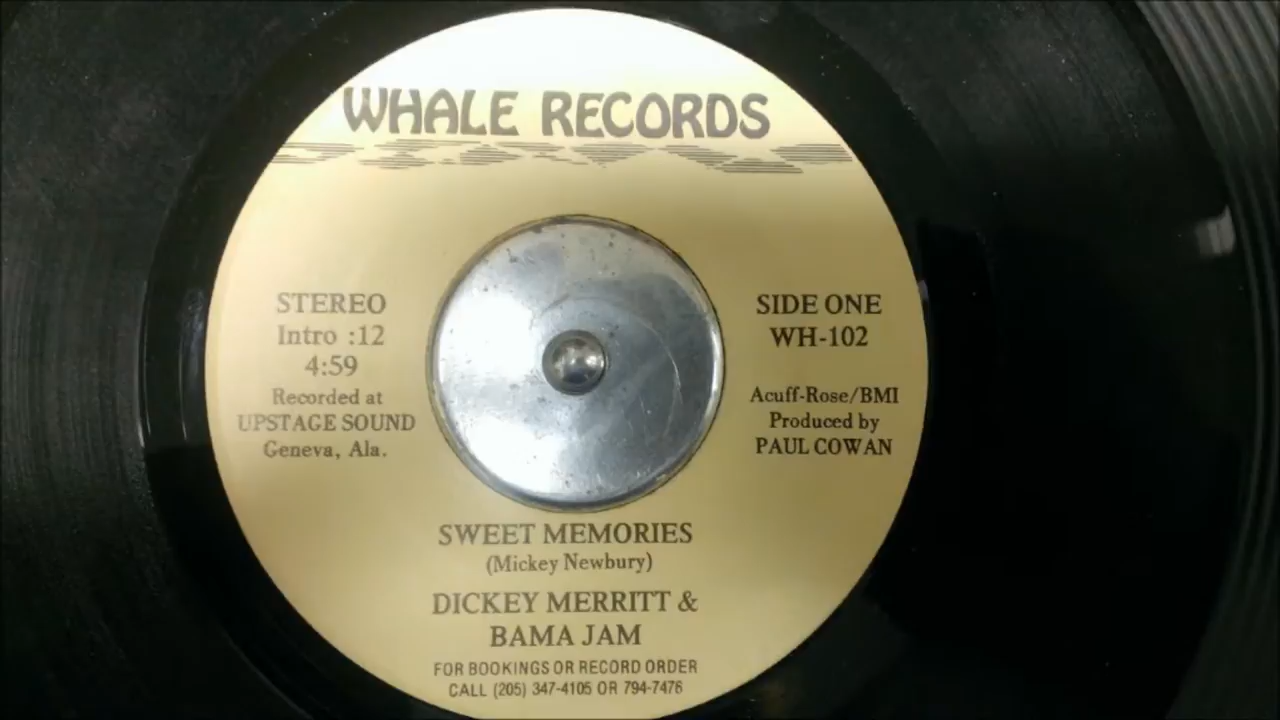 WHALE RECORDS
STEREO
Intro :12
4:59
Recorded at
UPSTAGE SOUND
Geneva, Ala.
SIDE ONE
WH-102
Acuff-Rose/BMI
Produced by
PAUL COWAN
SWEET MEMORIES
(Mickey Newbury)
DICKEY MERRITT &
BAMA JAM
FOR BOOKINGS OR RECORD ORDER
CALL (205) 347-4105 OR 794-7476